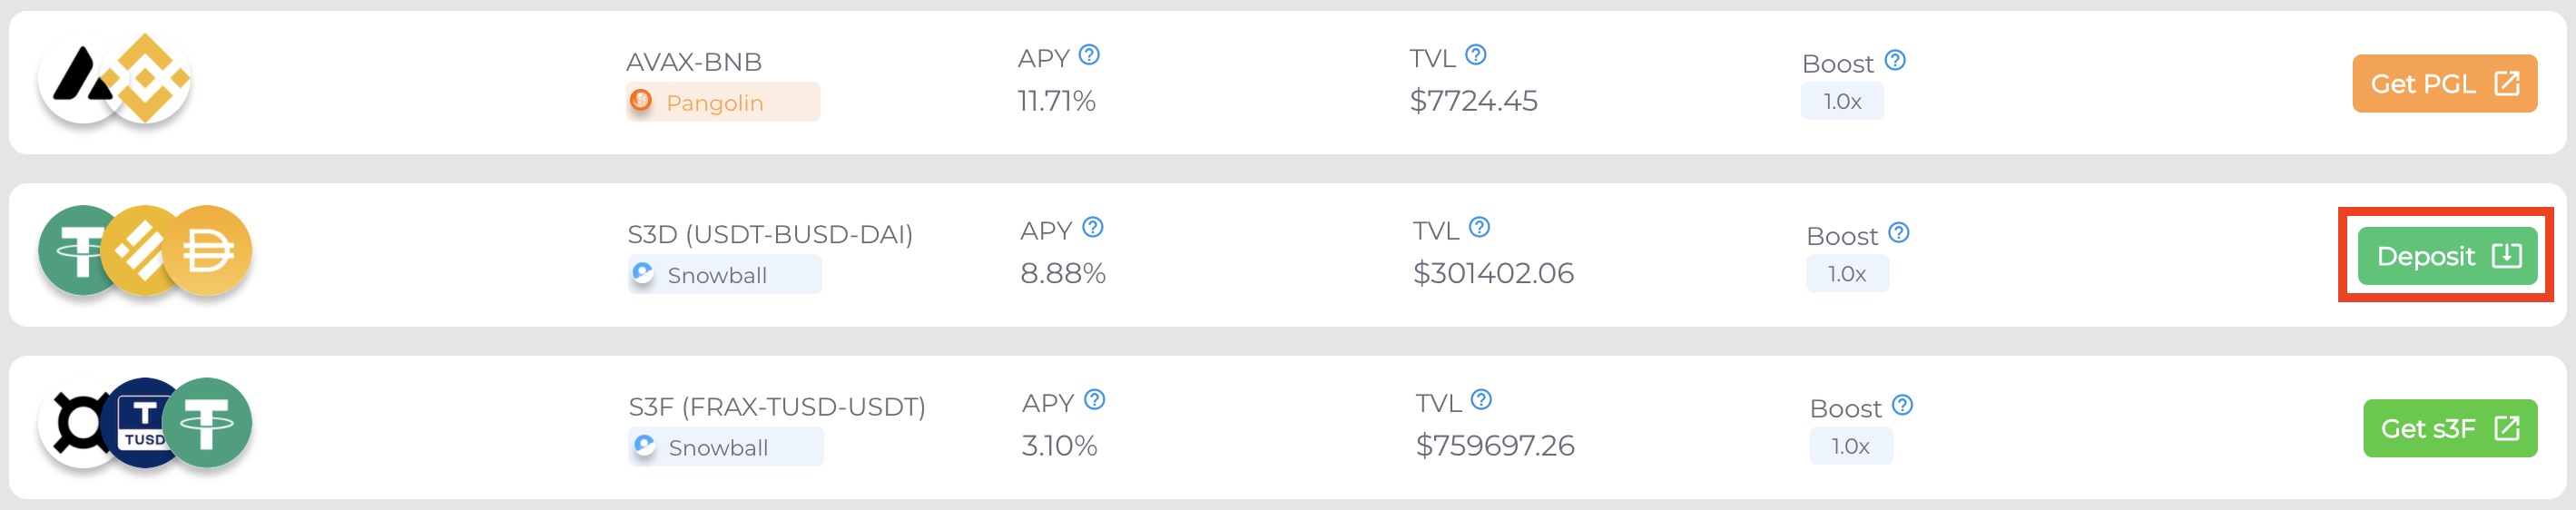 AVAX-BNB
Pangolin
APY ?
11.71%
TVL ?
$7724.45
Boost ?
1.0x
Get PGL
S3D (USDT-BUSD-DAI)
Snowball
APY ?
8.88%
TVL ?
$301402.06
Boost ?
1.0x
Deposit
TUSD
S3F (FRAX-TUSD-USDT)
Snowball
APY ?
3.10%
TVL ?
$759697.26
Boost ?
1.0x
Get s3F